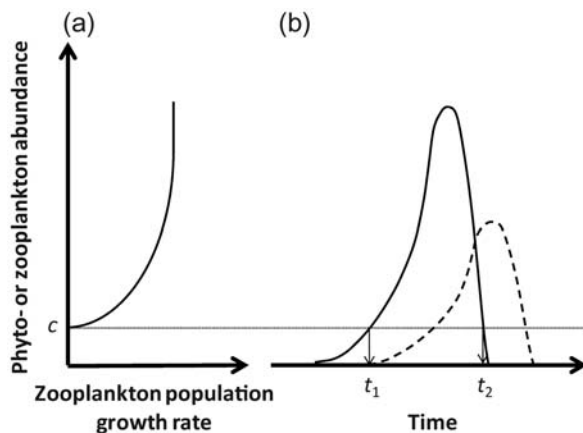 (a)
(b)
Phyto- or zooplankton abundance
c
t1
t2
Zooplankton population
growth rate
Time